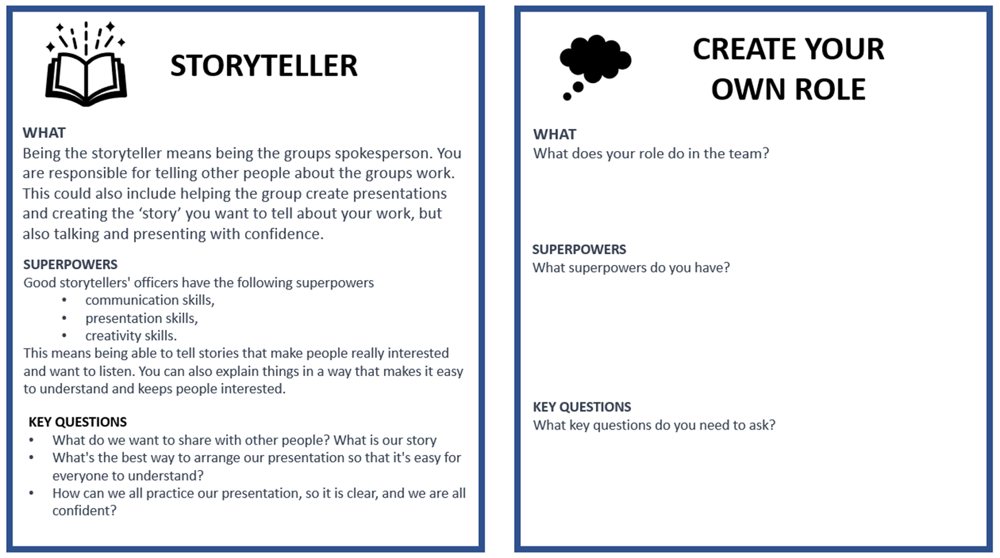 STORYTELLER
WHAT
Being the storyteller means being the groups spokesperson. You
are responsible for telling other people about the groups work.
This could also include helping the group create presentations
and creating the ‘story’ you want to tell about your work, but
also talking and presenting with confidence.
SUPERPOWERS
Good storytellers' officers have the following superpowers
• communication skills,
• presentation skills,
• creativity skills.
This means being able to tell stories that make people really interested
and want to listen. You can also explain things in a way that makes it easy
to understand and keeps people interested.
KEY QUESTIONS
• What do we want to share with other people? What is our story
• What's the best way to arrange our presentation so that it's easy for
everyone to understand?
• How can we all practice our presentation, so it is clear, and we are all
confident?
CREATE YOUR
OWN ROLE
WHAT
What does your role do in the team?
SUPERPOWERS
What superpowers do you have?
KEY QUESTIONS
What key questions do you need to ask?